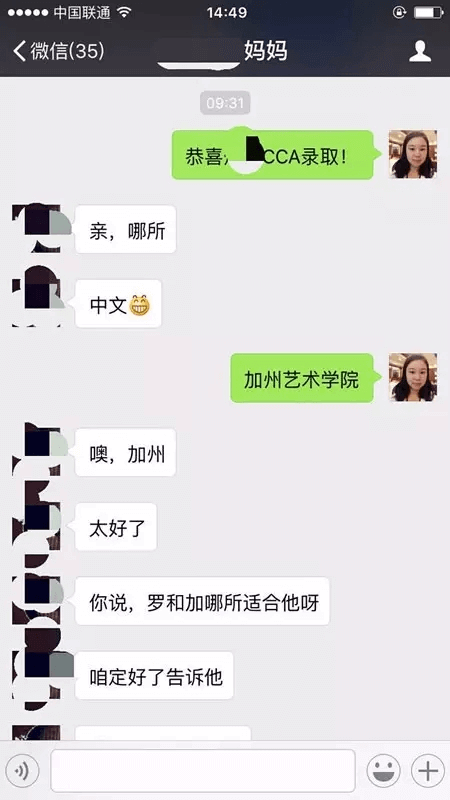 中国联通
14:49
微信(35)
妈妈
09:31
恭喜 CCA录取！
亲，哪所
中文😁
加州艺术学院
噢，加州
太好了
你说，罗和加哪所适合他呀
咱定好了告诉他